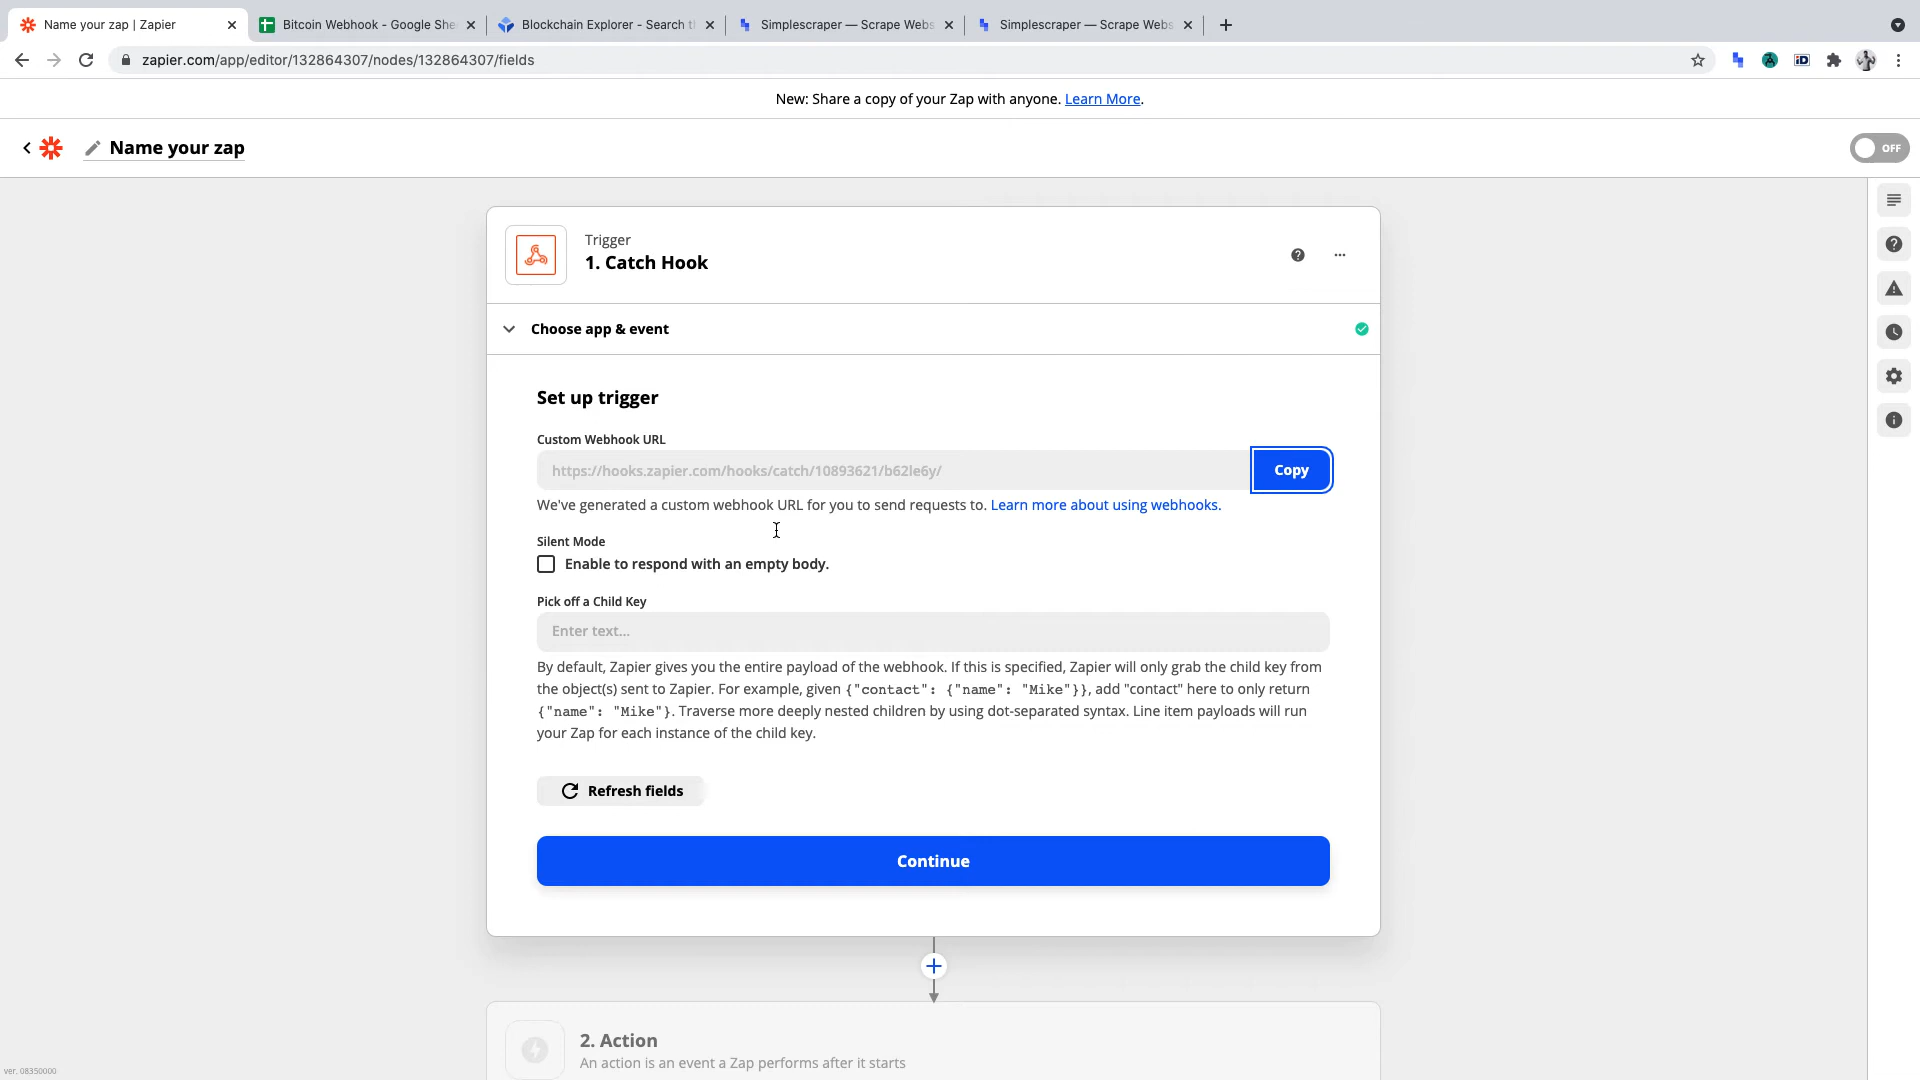 Name your zap | Zapier
Bitcoin Webhook - Google She
Blockchain Explorer - Search t
Simplescraper — Scrape Webs
Simplescraper — Scrape Webs
zapier.com/app/editor/132864307/nodes/132864307/fields
New: Share a copy of your Zap with anyone. Learn More.
Name your zap
OFF
Trigger
1. Catch Hook
Choose app & event
Set up trigger
Custom Webhook URL
https://hooks.zapier.com/hooks/catch/10893621/b62le6y/
Copy
We've generated a custom webhook URL for you to send requests to. Learn more about using webhooks.
Silent Mode
Enable to respond with an empty body.
Pick off a Child Key
Enter text...
By default, Zapier gives you the entire payload of the webhook. If this is specified, Zapier will only grab the child key from
the object(s) sent to Zapier. For example, given {"contact": {"name": "Mike"}}, add "contact" here to only return
{"name": "Mike"}. Traverse more deeply nested children by using dot-separated syntax. Line item payloads will run
your Zap for each instance of the child key.
Refresh fields
Continue
2. Action
An action is an event a Zap performs after it starts
ver. 08350000